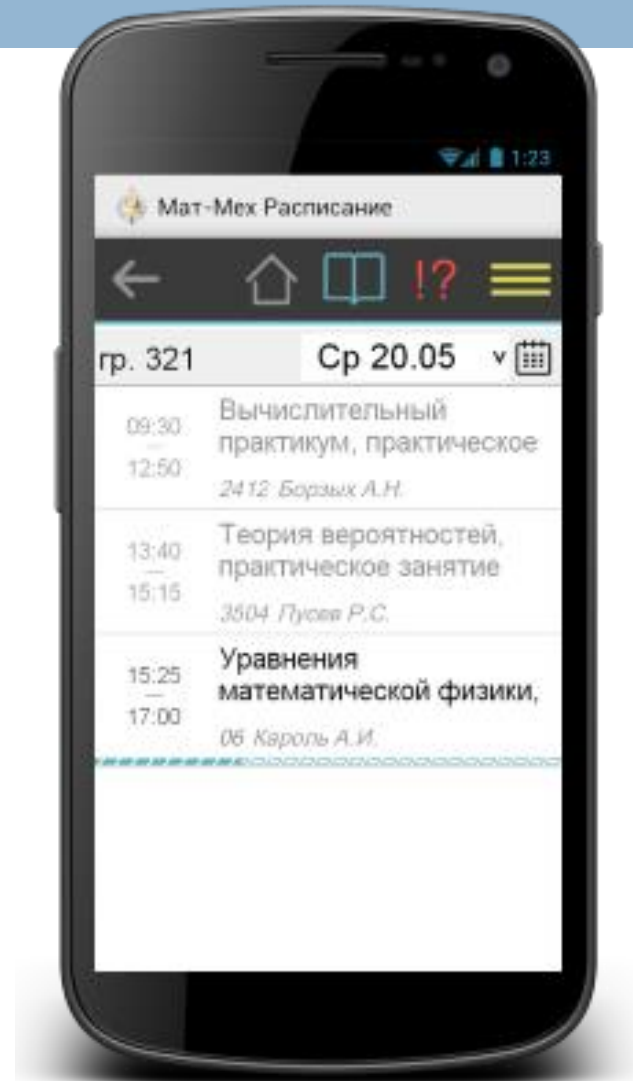 1:23
Мат-Мех Расписание
!?
гр. 321 Ср 20.05
09:30
12:50
Вычислительный
практикум, практическое
2412 Борзых А.Н.
13:40
15:15
Теория вероятностей,
практическое занятие
3504 Пусев Р.С.
15:25
17:00
Уравнения
математической физики,
06 Кароль А.И.